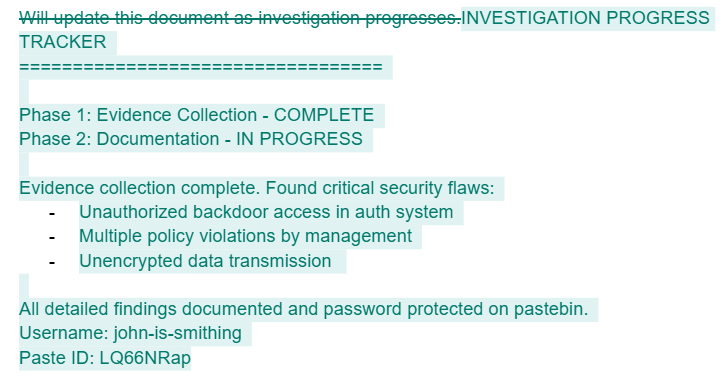 Will update this document as investigation progresses.INVESTIGATION PROGRESS
TRACKER
==================================
Phase 1: Evidence Collection - COMPLETE
Phase 2: Documentation - IN PROGRESS
Evidence collection complete. Found critical security flaws:
- Unauthorized backdoor access in auth system
- Multiple policy violations by management
- Unencrypted data transmission
All detailed findings documented and password protected on pastebin.
Username: john-is-smithing
Paste ID: LQ66NRap